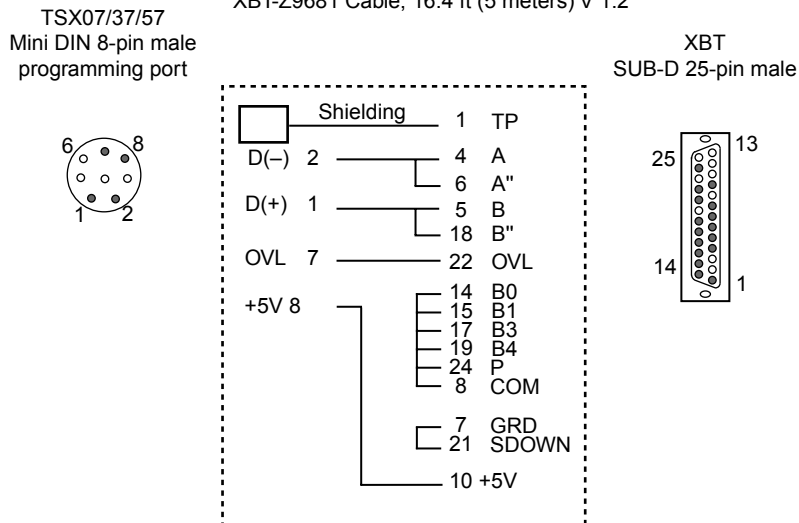 XBT-Z9681 Cable, 16.4 ft (5 meters) V 1.2
TSX07/37/57
Mini DIN 8-pin male
programming port
XBT
SUB-D 25-pin male
6
8
1
2
Shielding 1 TP
D(–) 2 4 A
6 A"
D(+) 1 5 B
18 B"
OVL 7 22 OVL
+5V 8
14 B0
15 B1
17 B3
19 B4
24 P
8 COM
7 GRD
21 SDOWN
10 +5V
25
13
14
1